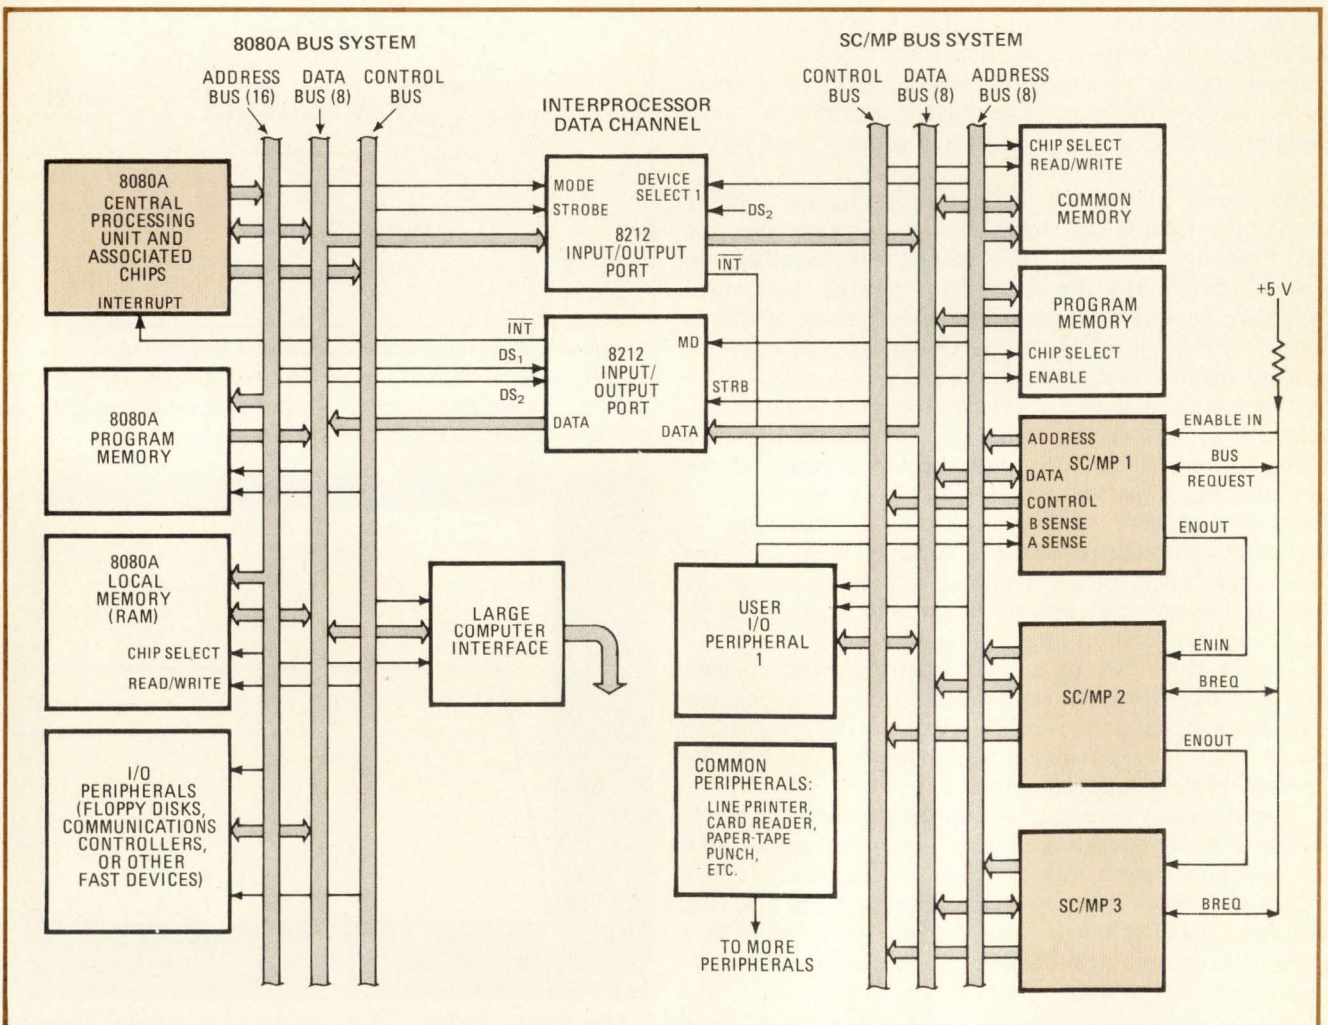 8080A BUS SYSTEM
ADDRESS
BUS (16)
DATA
BUS (8)
CONTROL
BUS
INTERPROCESSOR
DATA CHANNEL
SC/MP BUS SYSTEM
CONTROL
BUS
DATA
BUS (8)
ADDRESS
BUS (8)
8080A
CENTRAL
PROCESSING
UNIT AND
ASSOCIATED
CHIPS
INTERRUPT
MODE
STROBE
DEVICE
SELECT 1
DS2
8212
INPUT/OUTPUT
PORT
INT
CHIP SELECT
READ/WRITE
COMMON
MEMORY
PROGRAM
MEMORY
CHIP SELECT
ENABLE
+5 V
INT
DS1
DS2
8212
INPUT/
OUTPUT
PORT
MD
STRB
DATA
DATA
8080A
PROGRAM
MEMORY
ADDRESS
SC/MP 1
DATA
CONTROL
B SENSE
A SENSE
ENABLE IN
BUS
REQUEST
ENOUT
8080A
LOCAL
MEMORY
(RAM)
CHIP SELECT
READ/WRITE
LARGE
COMPUTER
INTERFACE
USER
I/O
PERIPHERAL
1
SC/MP 2
ENIN
BREQ
ENOUT
I/O
PERIPHERALS
(FLOPPY DISKS,
COMMUNICATIONS
CONTROLLERS,
OR OTHER
FAST DEVICES)
COMMON
PERIPHERALS:
LINE PRINTER,
CARD READER,
PAPER-TAPE
PUNCH,
ETC.
TO MORE
PERIPHERALS
SC/MP 3
BREQ